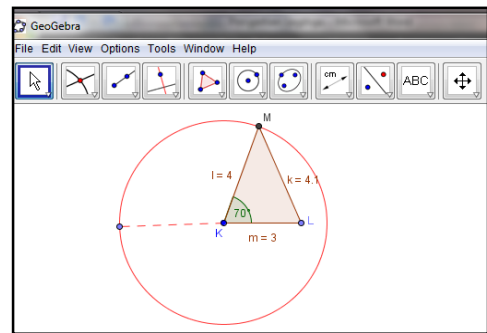 GeoGebra
File Edit View Options Tools Window Help
cm
ABC
M
l = 4
k = 4.1
70°
K
L
m = 3